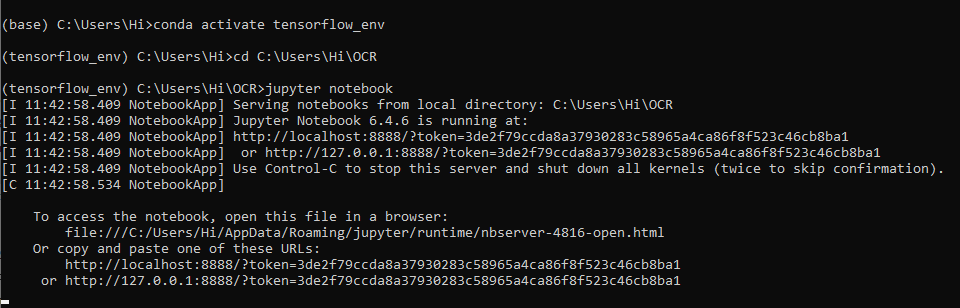 (base) C:\Users\Hi>conda activate tensorflow_env
(tensorflow_env) C:\Users\Hi>cd C:\Users\Hi\OCR
(tensorflow_env) C:\Users\Hi\OCR>jupyter notebook
[I 11:42:58.409 NotebookApp] Serving notebooks from local directory: C:\Users\Hi\OCR
[I 11:42:58.409 NotebookApp] Jupyter Notebook 6.4.6 is running at:
[I 11:42:58.409 NotebookApp] http://localhost:8888/?token=3de2f79ccda8a37930283c58965a4ca86f8f523c46cb8ba1
[I 11:42:58.409 NotebookApp]  or http://127.0.0.1:8888/?token=3de2f79ccda8a37930283c58965a4ca86f8f523c46cb8ba1
[I 11:42:58.409 NotebookApp] Use Control-C to stop this server and shut down all kernels (twice to skip confirmation).
[C 11:42:58.534 NotebookApp]
To access the notebook, open this file in a browser:
file:///C:/Users/Hi/AppData/Roaming/jupyter/runtime/nbserver-4816-open.html
Or copy and paste one of these URLs:
http://localhost:8888/?token=3de2f79ccda8a37930283c58965a4ca86f8f523c46cb8ba1
or http://127.0.0.1:8888/?token=3de2f79ccda8a37930283c58965a4ca86f8f523c46cb8ba1